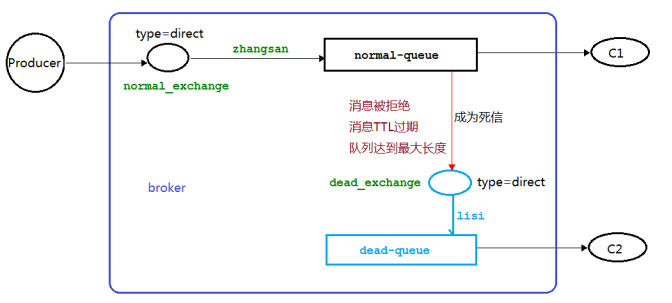 type=direct
zhangsan
Producer
normal-queue
C1
normal_exchange
消息被拒绝
成为死信
消息TTL过期
队列达到最大长度
dead_exchange
type=direct
broker
lisi
dead-queue
C2